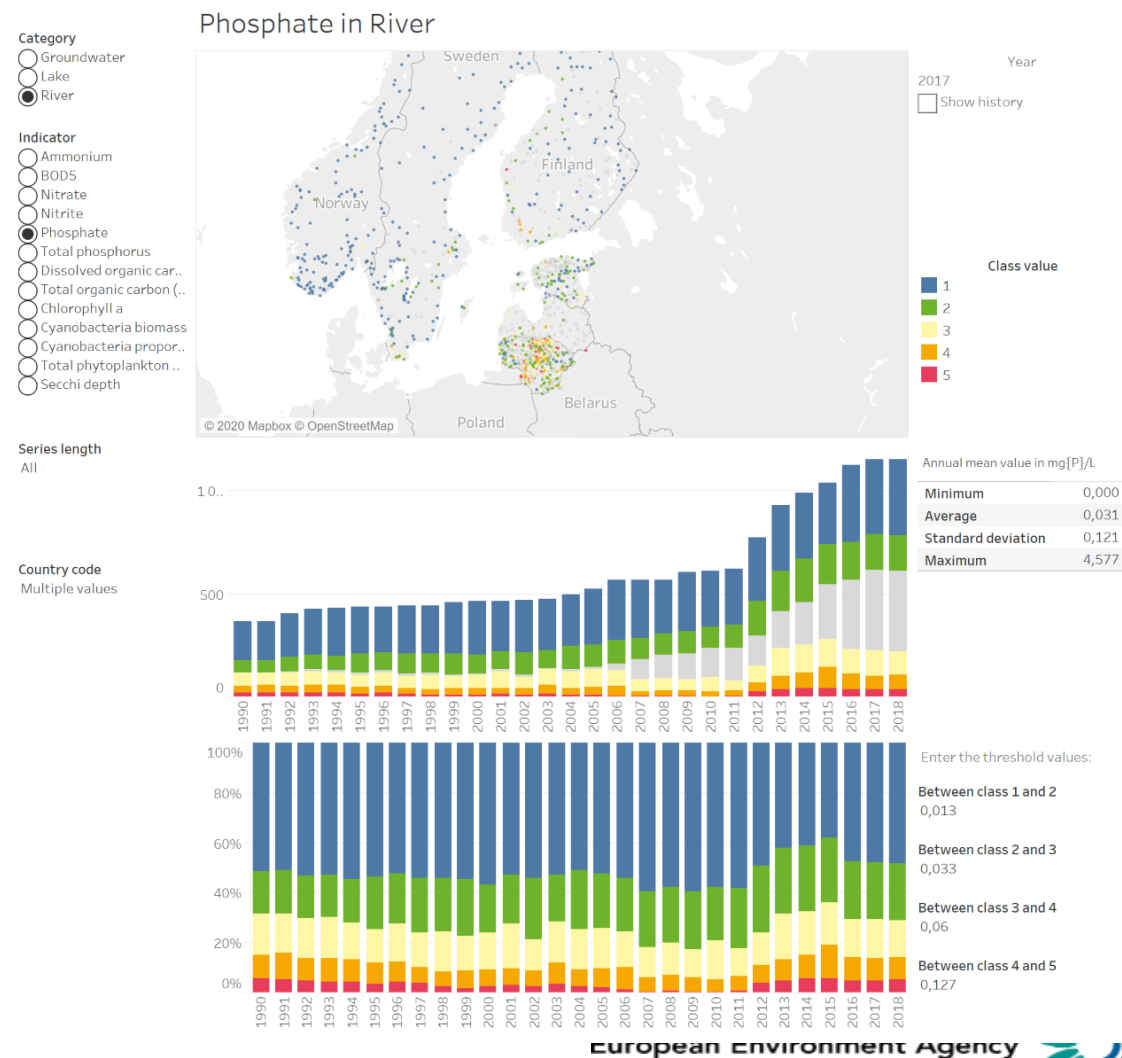 Phosphate in River
Category
Groundwater
Lake
River
Indicator
Ammonium
BOD5
Nitrate
Nitrite
Phosphate
Total phosphorus
Dissolved organic car..
Total organic carbon (..
Chlorophyll a
Cyanobacteria biomass
Cyanobacteria propor..
Total phytoplankton ..
Secchi depth
Sweden
Finland
Norway
Belarus
Poland
© 2020 Mapbox © OpenStreetMap
Year
2017
Show history
Class value
1
2
3
4
5
Series length
All
Country code
Multiple values
1 0..
500
0
1990 1991 1992 1993 1994 1995 1996 1997 1998 1999 2000 2001 2002 2003 2004 2005 2006 2007 2008 2009 2010 2011 2012 2013 2014 2015 2016 2017 2018
Annual mean value in mg{P}/L
Minimum 0,000
Average 0,031
Standard deviation 0,121
Maximum 4,577
100%
80%
60%
40%
20%
0%
1990 1991 1992 1993 1994 1995 1996 1997 1998 1999 2000 2001 2002 2003 2004 2005 2006 2007 2008 2009 2010 2011 2012 2013 2014 2015 2016 2017 2018
Enter the threshold values:
Between class 1 and 2
0,013
Between class 2 and 3
0,033
Between class 3 and 4
0,06
Between class 4 and 5
0,127
European Environment Agency